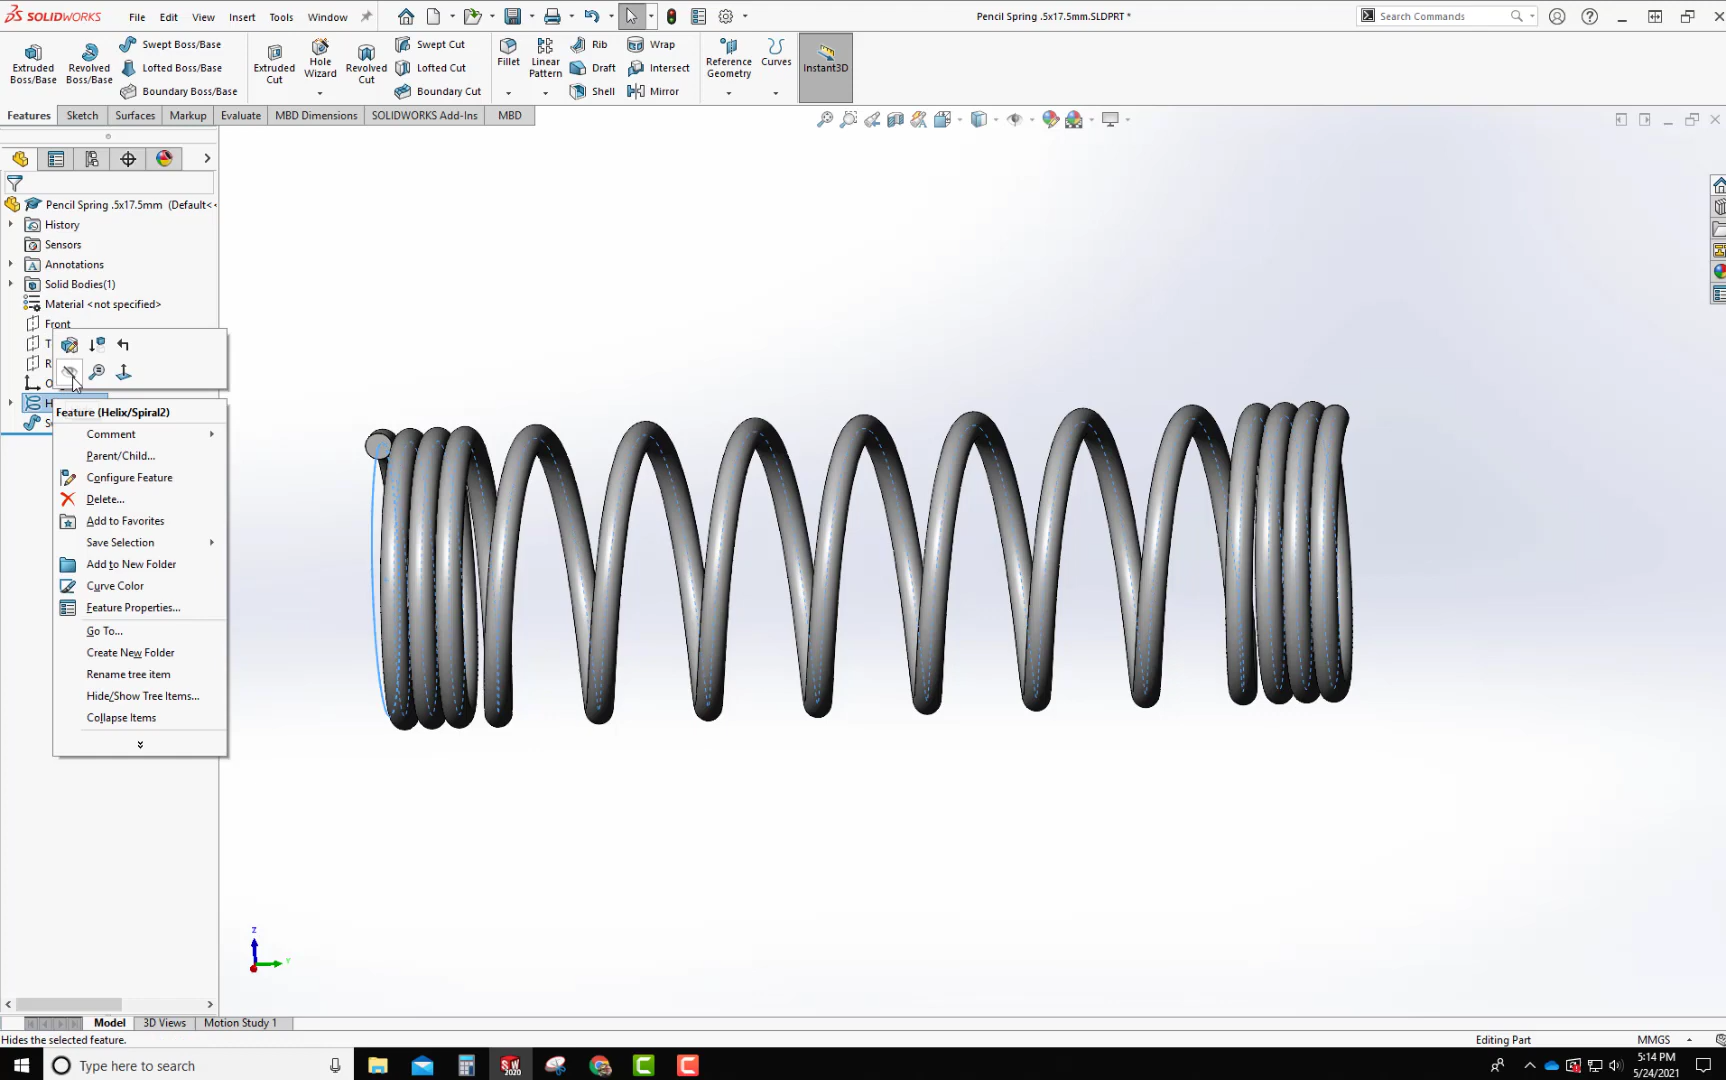 SOLIDWORKS File Edit View Insert Tools Window Pencil Spring .5x17.5mm.SLDPRT * Search Commands
Extruded Boss/Base
Revolved Boss/Base
Swept Boss/Base
Lofted Boss/Base
Boundary Boss/Base
Extruded Cut
Hole Wizard
Revolved Cut
Swept Cut
Lofted Cut
Boundary Cut
Fillet
Linear Pattern
Rib
Draft
Shell
Wrap
Intersect
Mirror
Reference Geometry
Curves
Instant3D
Features Sketch Surfaces Markup Evaluate MBD Dimensions SOLIDWORKS Add-Ins MBD
Pencil Spring .5x17.5mm (Default<<
History
Sensors
Annotations
Solid Bodies(1)
Material <not specified>
Front
T
R
O
H
S
Feature (Helix/Spiral2)
Comment
Parent/Child...
Configure Feature
Delete...
Add to Favorites
Save Selection
Add to New Folder
Curve Color
Feature Properties...
Go To...
Create New Folder
Rename tree item
Hide/Show Tree Items...
Collapse Items
Z
Y
Model 3D Views Motion Study 1
Hides the selected feature. Editing Part MMGS
Type here to search
SW
2020
5:14 PM
5/24/2021